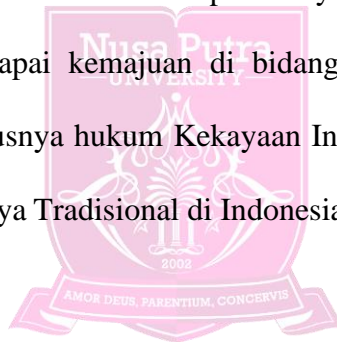 apai kemajuan di bidang
usnya hukum Kekayaan In
ya Tradisional di Indonesia
Nusa Putra
UNIVERSITY
2002
AMOR DEUS, PARENTIUM, CONCERVIS